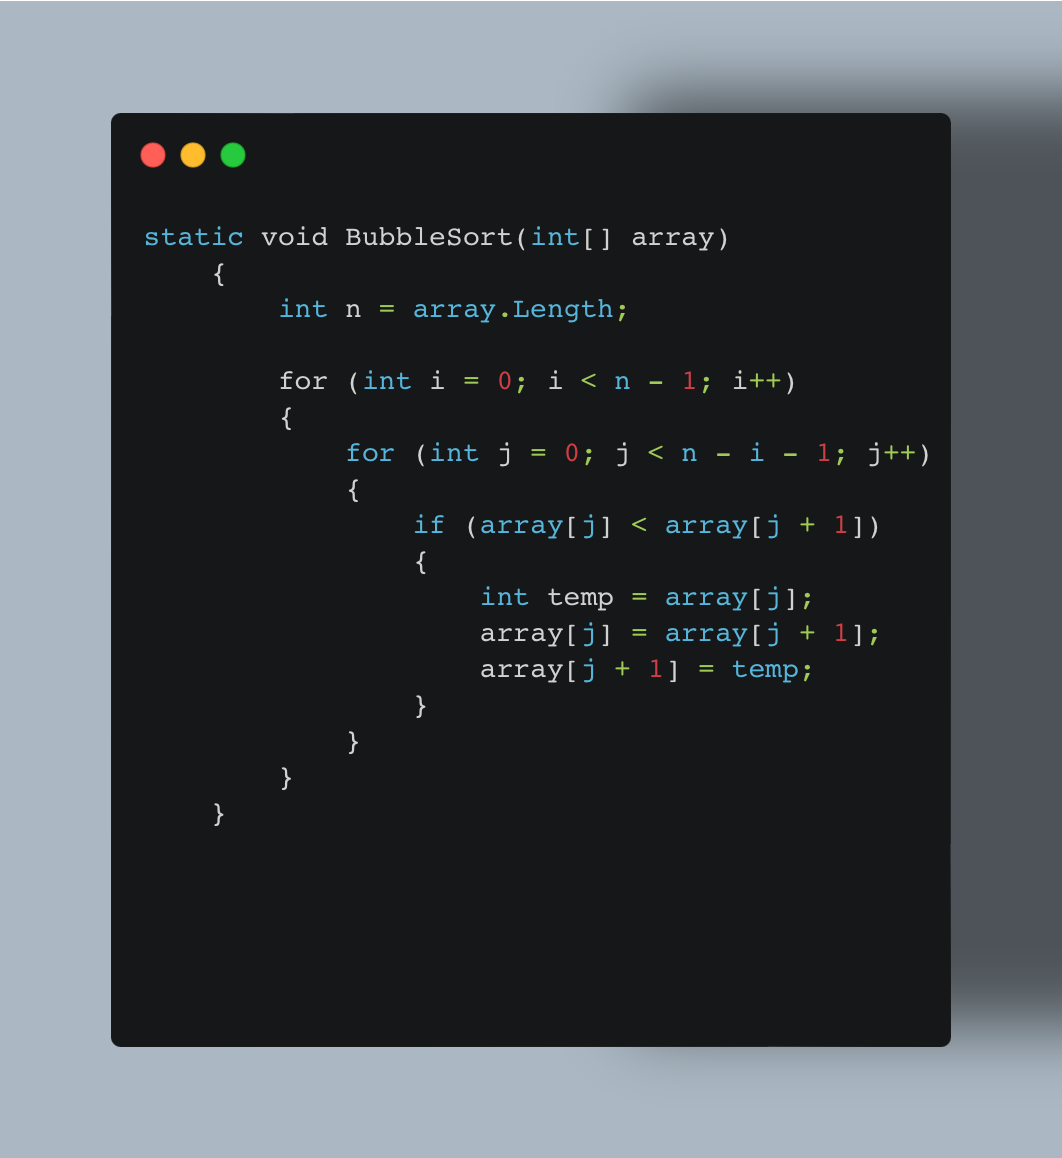 static void BubbleSort(int[] array)
    {
        int n = array.Length;

        for (int i = 0; i < n - 1; i++)
        {
            for (int j = 0; j < n - i - 1; j++)
            {
                if (array[j] < array[j + 1])
                {
                    int temp = array[j];
                    array[j] = array[j + 1];
                    array[j + 1] = temp;
                }
            }
        }
    }